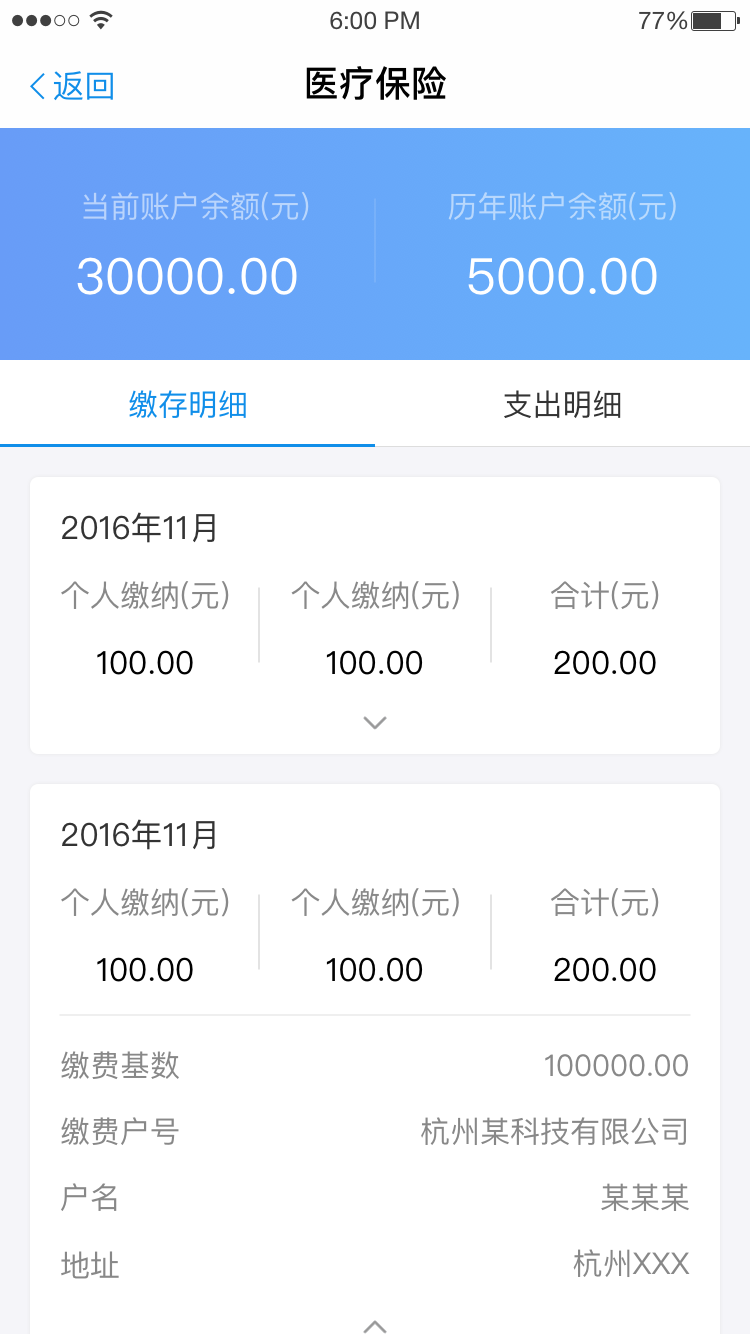 6:00 PM 77%
返回 医疗保险
当前账户余额(元) 历年账户余额(元)
30000.00 5000.00
缴存明细 支出明细
2016年11月
个人缴纳(元) 个人缴纳(元) 合计(元)
100.00 100.00 200.00
2016年11月
个人缴纳(元) 个人缴纳(元) 合计(元)
100.00 100.00 200.00
缴费基数 100000.00
缴费户号 杭州某科技有限公司
户名 某某某
地址 杭州XXX